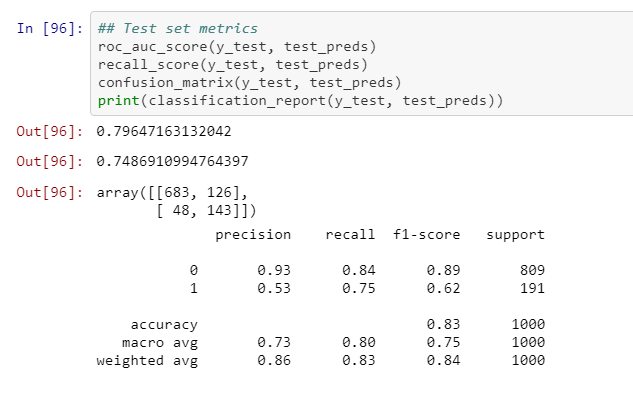 In [96]: ## Test set metrics
roc_auc_score(y_test, test_preds)
recall_score(y_test, test_preds)
confusion_matrix(y_test, test_preds)
print(classification_report(y_test, test_preds))
Out[96]: 0.79647163132042
Out[96]: 0.7486910994764397
Out[96]: array([[683, 126],
[ 48, 143]])
precision recall f1-score support
0 0.93 0.84 0.89 809
1 0.53 0.75 0.62 191
accuracy 0.83 1000
macro avg 0.73 0.80 0.75 1000
weighted avg 0.86 0.83 0.84 1000